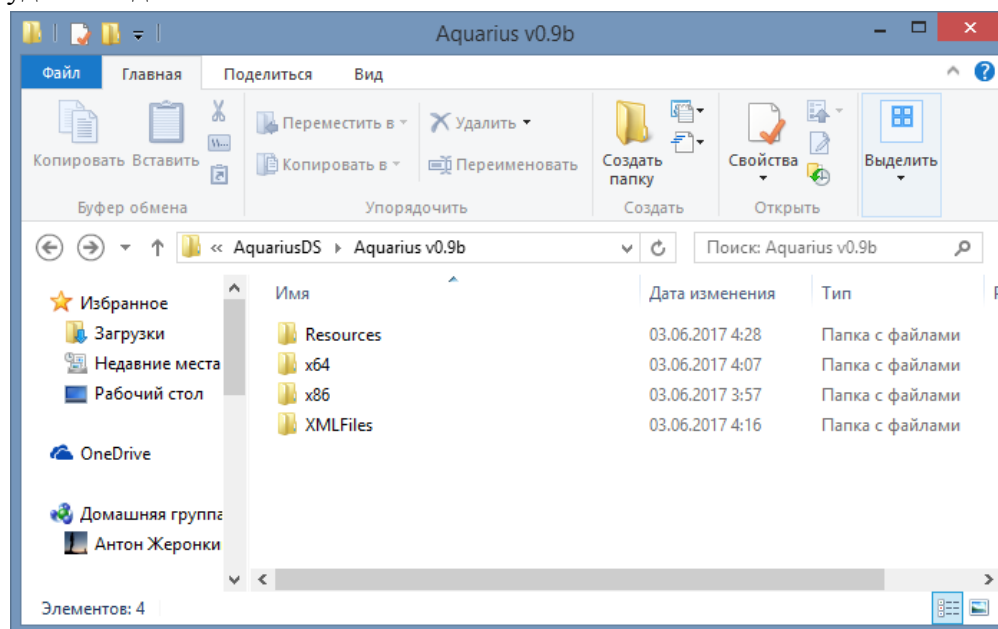 Aquarius v0.9b
Файл Главная Поделиться Вид
Копировать Вставить
Переместить в Удалить
Копировать в Переименовать
Создать папку
Свойства
Выделить
Буфер обмена Упорядочить Создать Открыть
« AquariusDS Aquarius v0.9b Поиск: Aquarius v0.9b
Имя Дата изменения Тип
Избранное
Загрузки
Недавние места
Рабочий стол
OneDrive
Домашняя группа
Антон Жеронки
Resources 03.06.2017 4:28 Папка с файлами
x64 03.06.2017 4:07 Папка с файлами
x86 03.06.2017 3:57 Папка с файлами
XMLFiles 03.06.2017 4:16 Папка с файлами
Элементов: 4